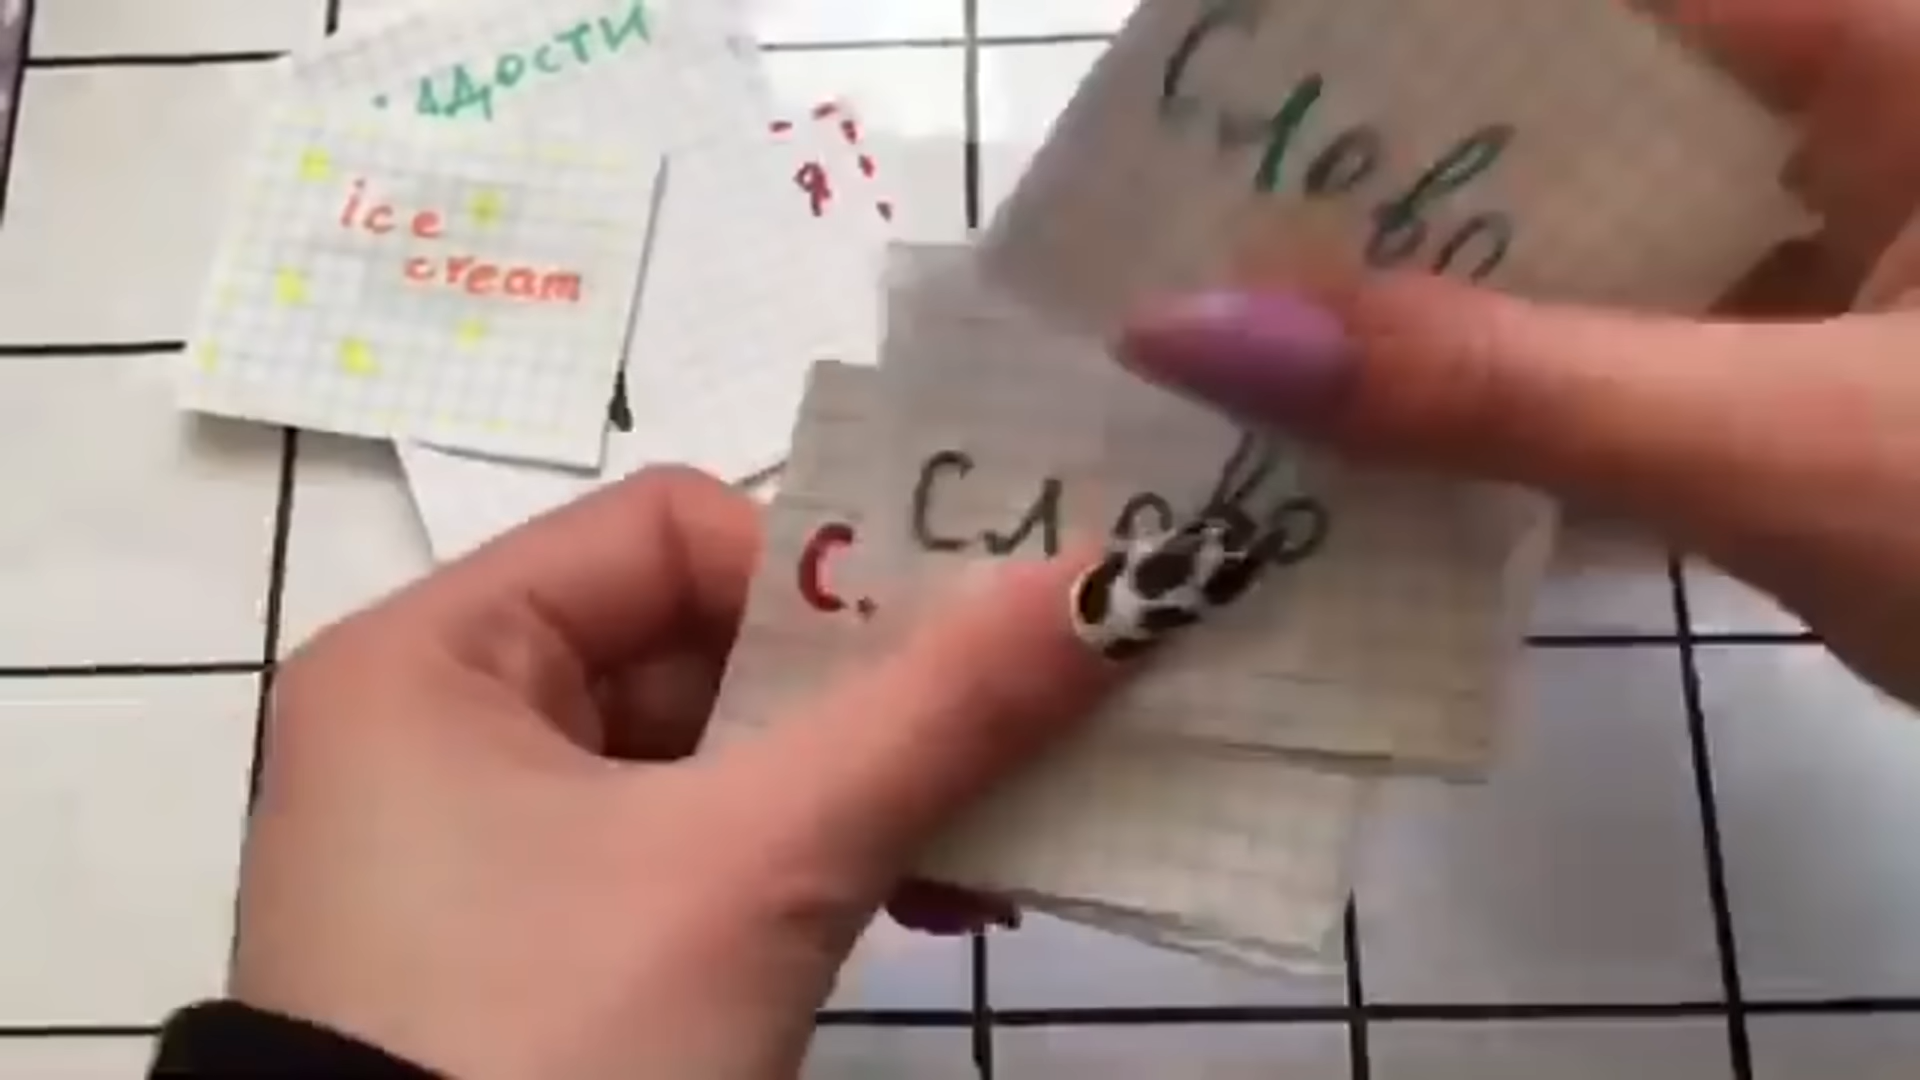 адости
ice
cream
я
Слово
С.
Слово